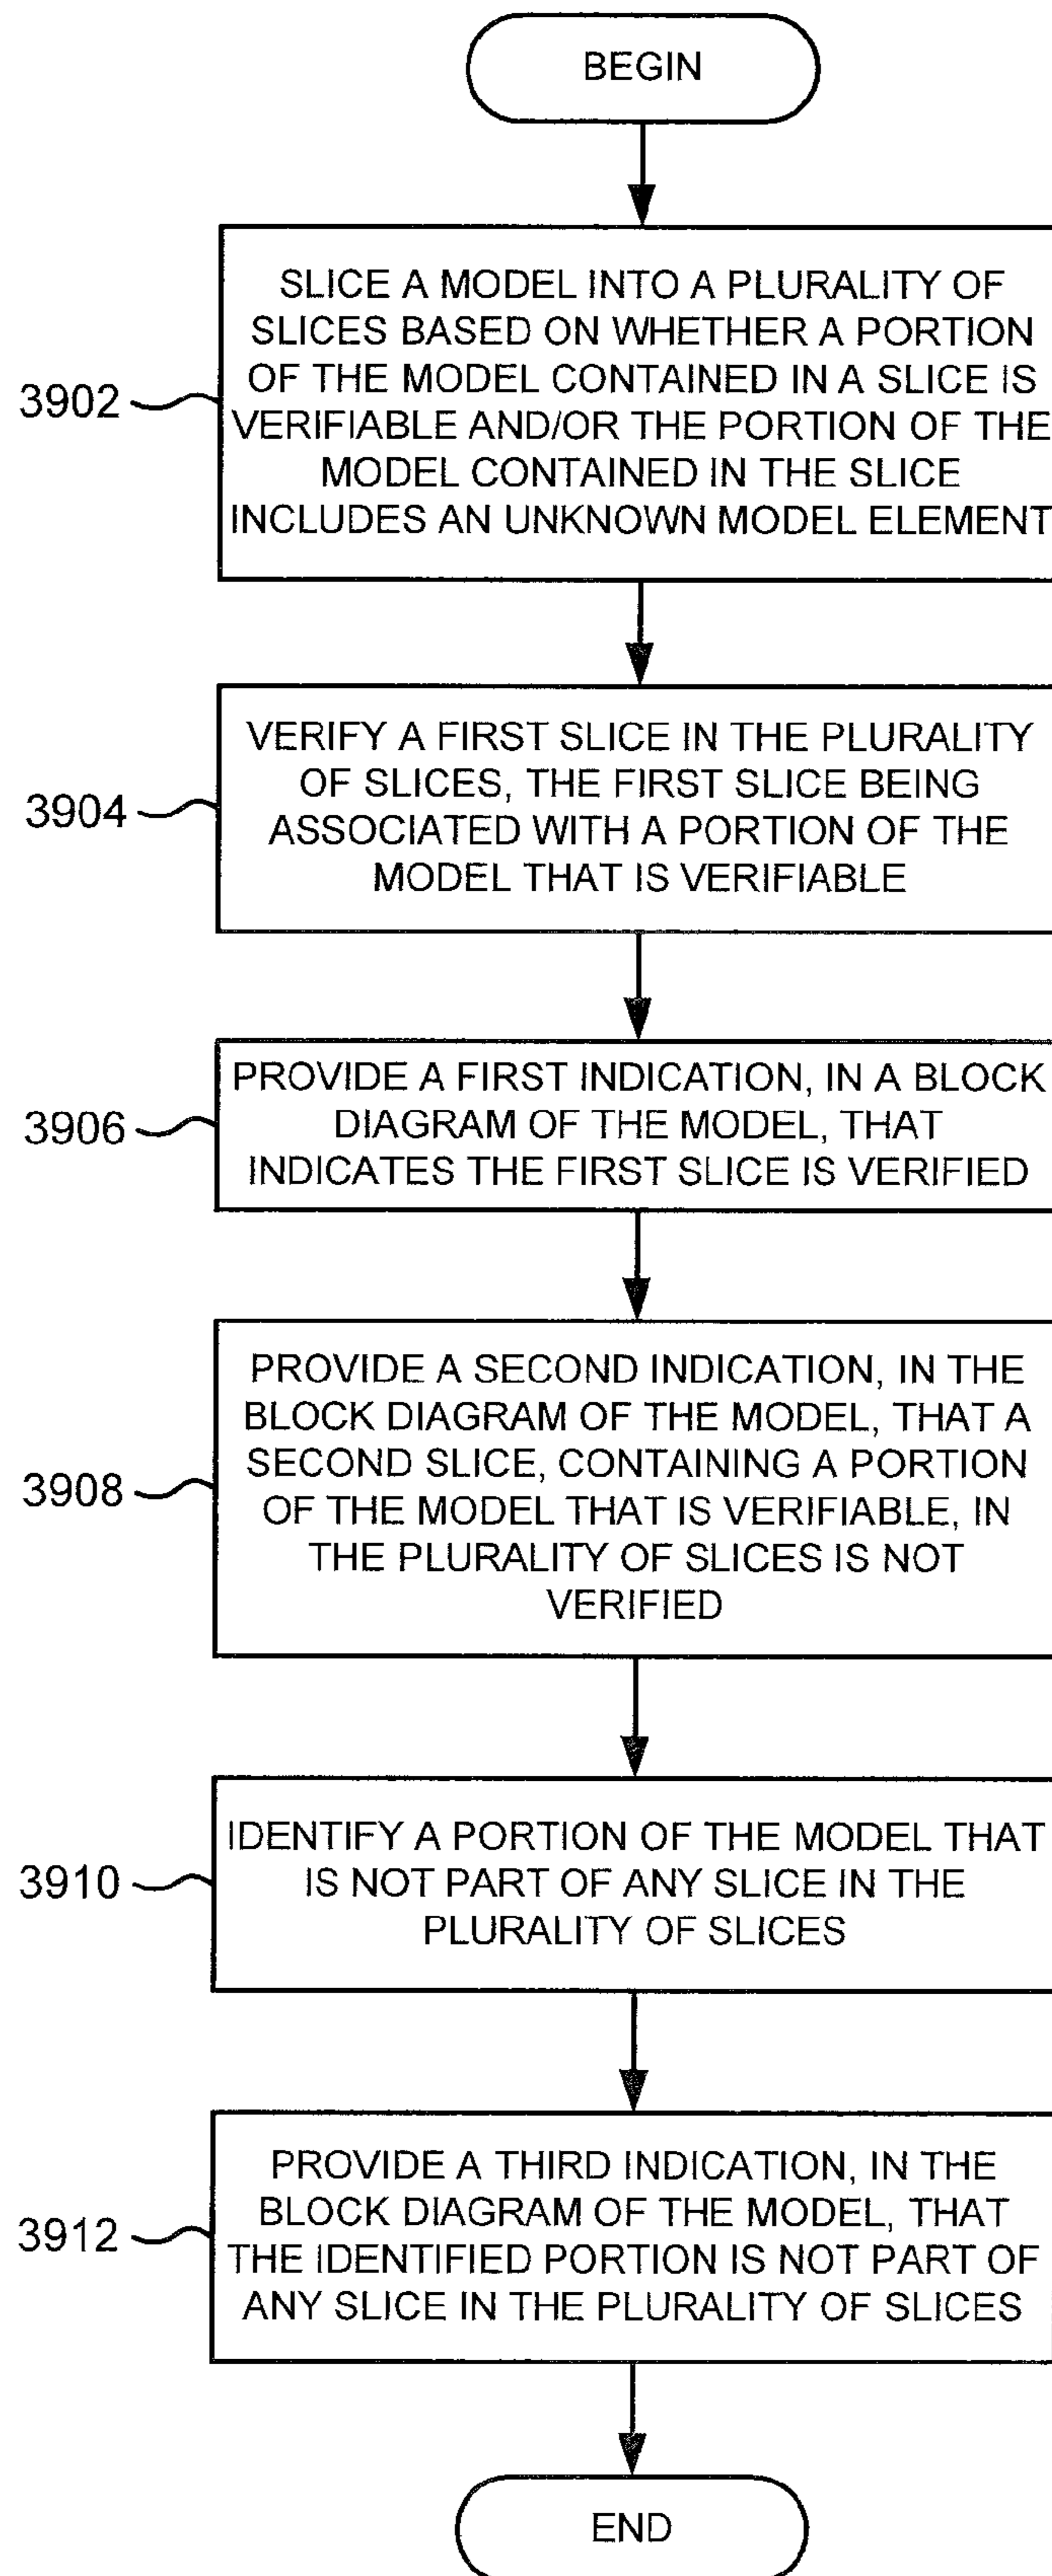 BEGIN
3902
SLICE A MODEL INTO A PLURALITY OF
SLICES BASED ON WHETHER A PORTION
OF THE MODEL CONTAINED IN A SLICE IS
VERIFIABLE AND/OR THE PORTION OF THE
MODEL CONTAINED IN THE SLICE
INCLUDES AN UNKNOWN MODEL ELEMENT
3904
VERIFY A FIRST SLICE IN THE PLURALITY
OF SLICES, THE FIRST SLICE BEING
ASSOCIATED WITH A PORTION OF THE
MODEL THAT IS VERIFIABLE
3906
PROVIDE A FIRST INDICATION, IN A BLOCK
DIAGRAM OF THE MODEL, THAT
INDICATES THE FIRST SLICE IS VERIFIED
3908
PROVIDE A SECOND INDICATION, IN THE
BLOCK DIAGRAM OF THE MODEL, THAT A
SECOND SLICE, CONTAINING A PORTION
OF THE MODEL THAT IS VERIFIABLE, IN
THE PLURALITY OF SLICES IS NOT
VERIFIED
3910
IDENTIFY A PORTION OF THE MODEL THAT
IS NOT PART OF ANY SLICE IN THE
PLURALITY OF SLICES
3912
PROVIDE A THIRD INDICATION, IN THE
BLOCK DIAGRAM OF THE MODEL, THAT
THE IDENTIFIED PORTION IS NOT PART OF
ANY SLICE IN THE PLURALITY OF SLICES
END